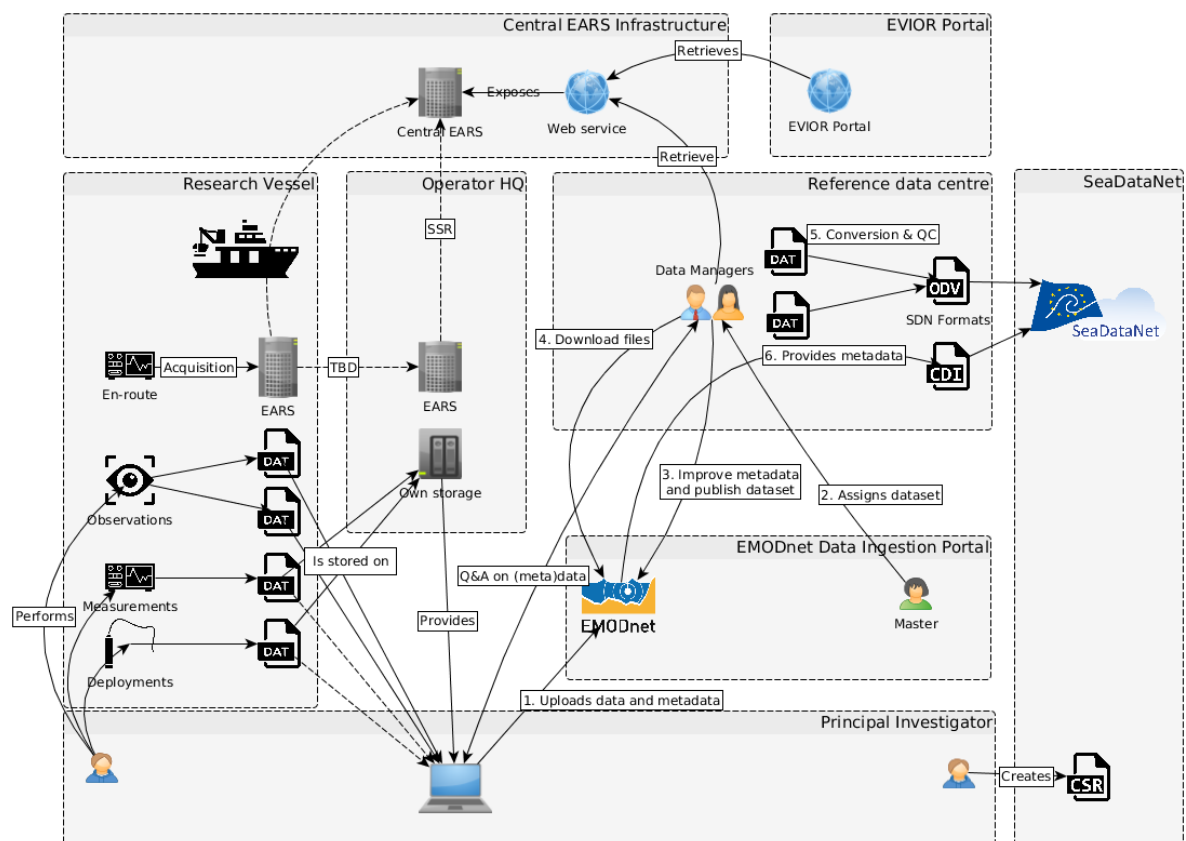 Central EARS Infrastructure
EVIOR Portal
Retrieves
Exposes
Central EARS
Web service
EVIOR Portal
Retrieve
Research Vessel
Operator HQ
Reference data centre
SeaDataNet
SSR
5. Conversion & QC
DAT
Data Managers
ODV
DAT
SDN Formats
SeaDataNet
4. Download files
6. Provides metadata
Acquisition
TBD
CDI
En-route
EARS
EARS
DAT
3. Improve metadata
and publish dataset
Own storage
2. Assigns dataset
Observations
DAT
EMODnet Data Ingestion Portal
Is stored on
Q&A on (meta)data
DAT
Measurements
Performs
Provides
EMODnet
Master
DAT
Deployments
1. Uploads data and metadata
Principal Investigator
Creates
CSR